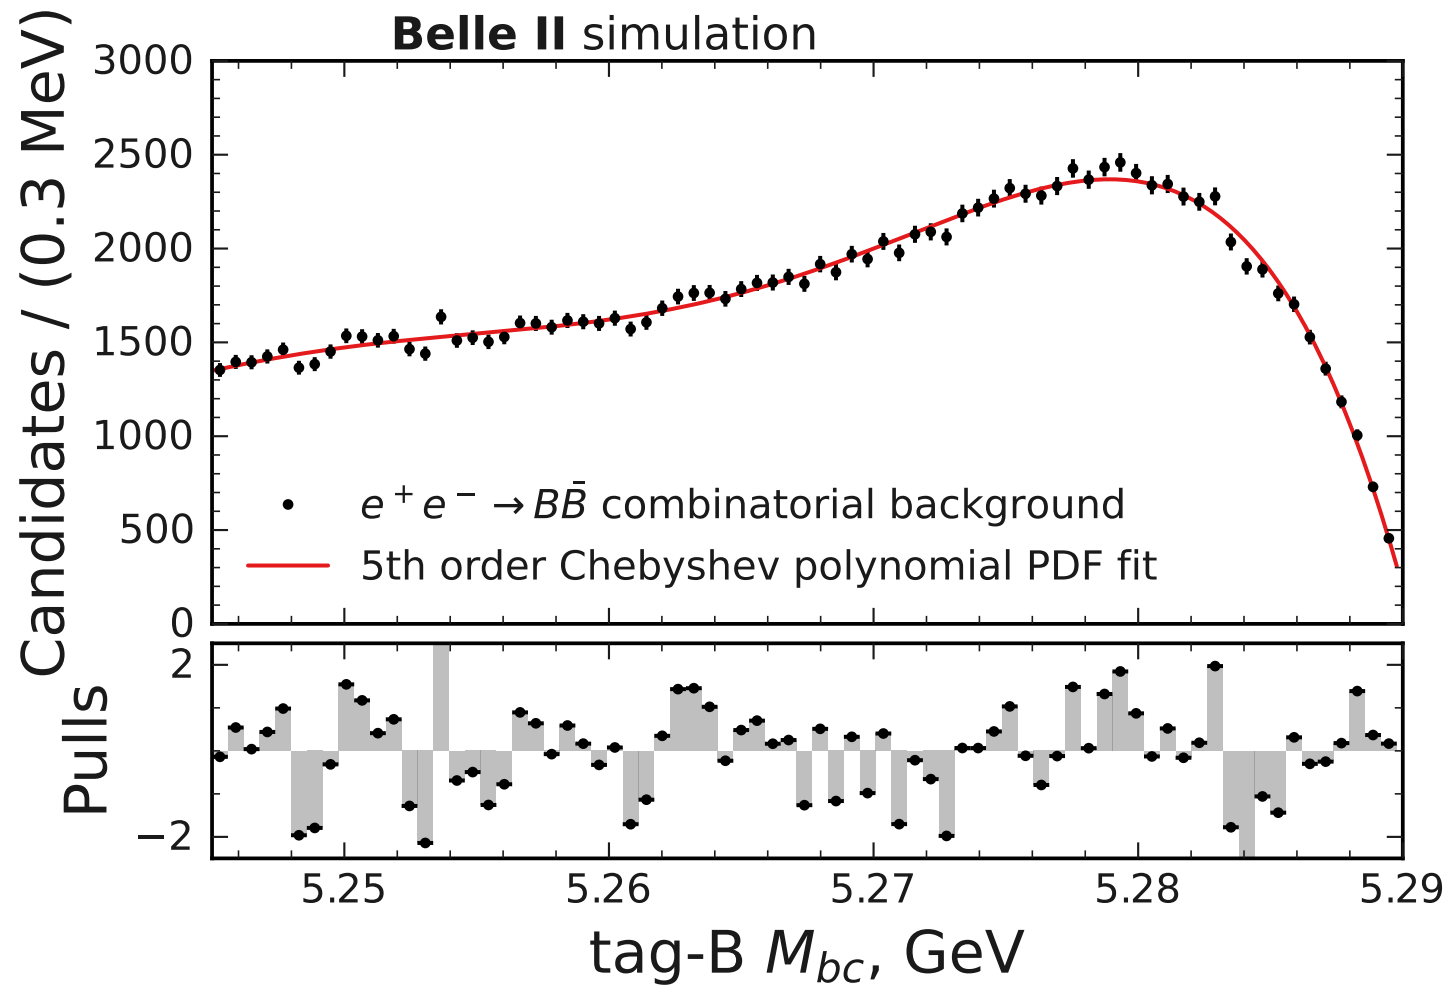 Belle II simulation
Candidates / (0.3 MeV)
3000
2500
2000
1500
1000
500
0
e⁺e⁻ → BB̄ combinatorial background
5th order Chebyshev polynomial PDF fit
Pulls
2
−2
5.25 5.26 5.27 5.28 5.29
tag-B M_bc, GeV